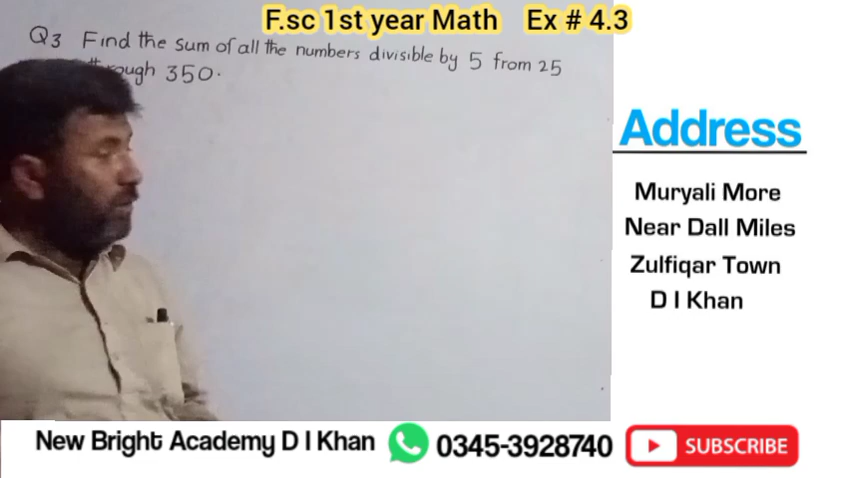 F.sc 1st year Math Ex # 4.3
Q3 Find the sum of all the numbers divisible by 5 from 25
350.
Address
Muryali More
Near Dall Miles
Zulfiqar Town
D I Khan
New Bright Academy D I Khan 0345-3928740 SUBSCRIBE